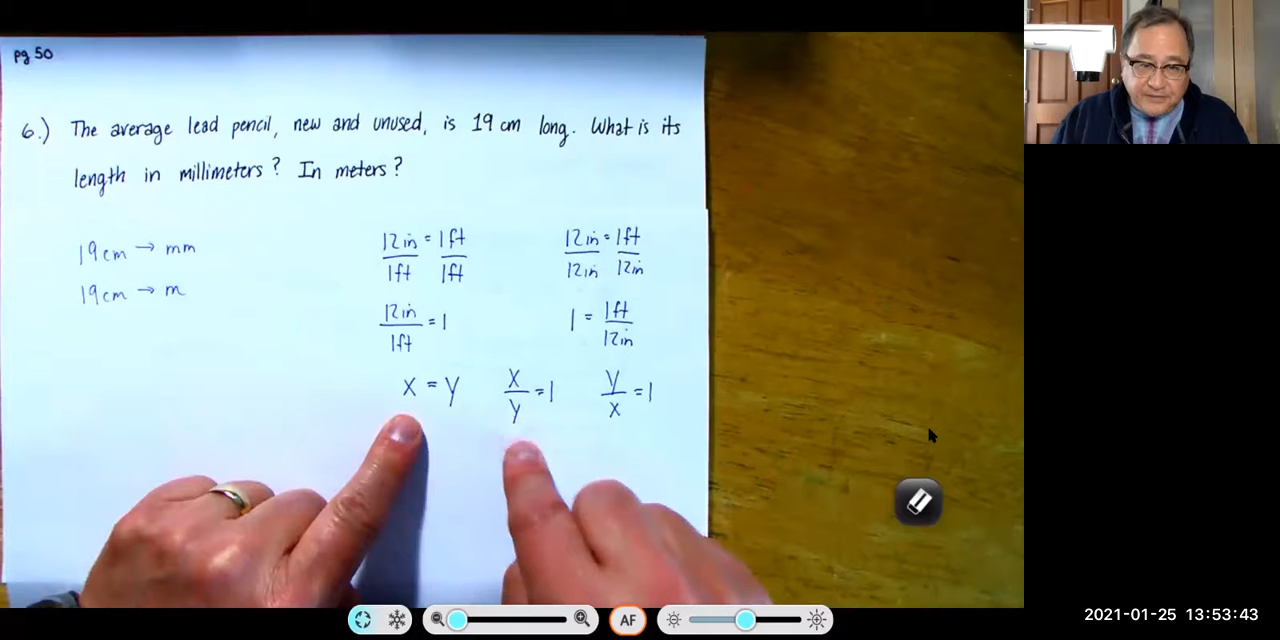 pg 50
6.) The average lead pencil, new and unused, is 19 cm long. What is its
length in millimeters? In meters?
19cm → mm
19cm → m
12in = 1ft
1ft 1ft
12in = 1
1ft
12in = 1ft
12in 12in
1 = 1ft
12in
x = y
x/y = 1
y/x = 1
AF
2021-01-25 13:53:43